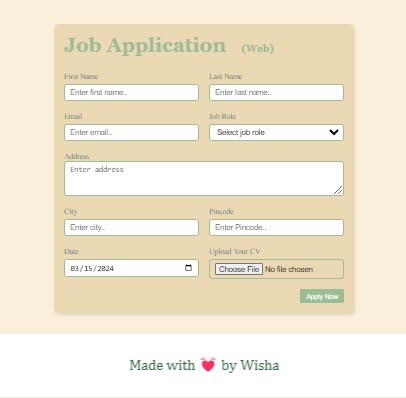 Job Application (Web)
First Name Last Name
Enter first name.. Enter last name..
Email Job Role
Enter email.. Select job role
Address
Enter address
City Pincode
Enter city.. Enter Pincode..
Date Upload Your CV
03/15/2024 Choose File No file chosen
Apply Now
Made with 💓 by Wisha